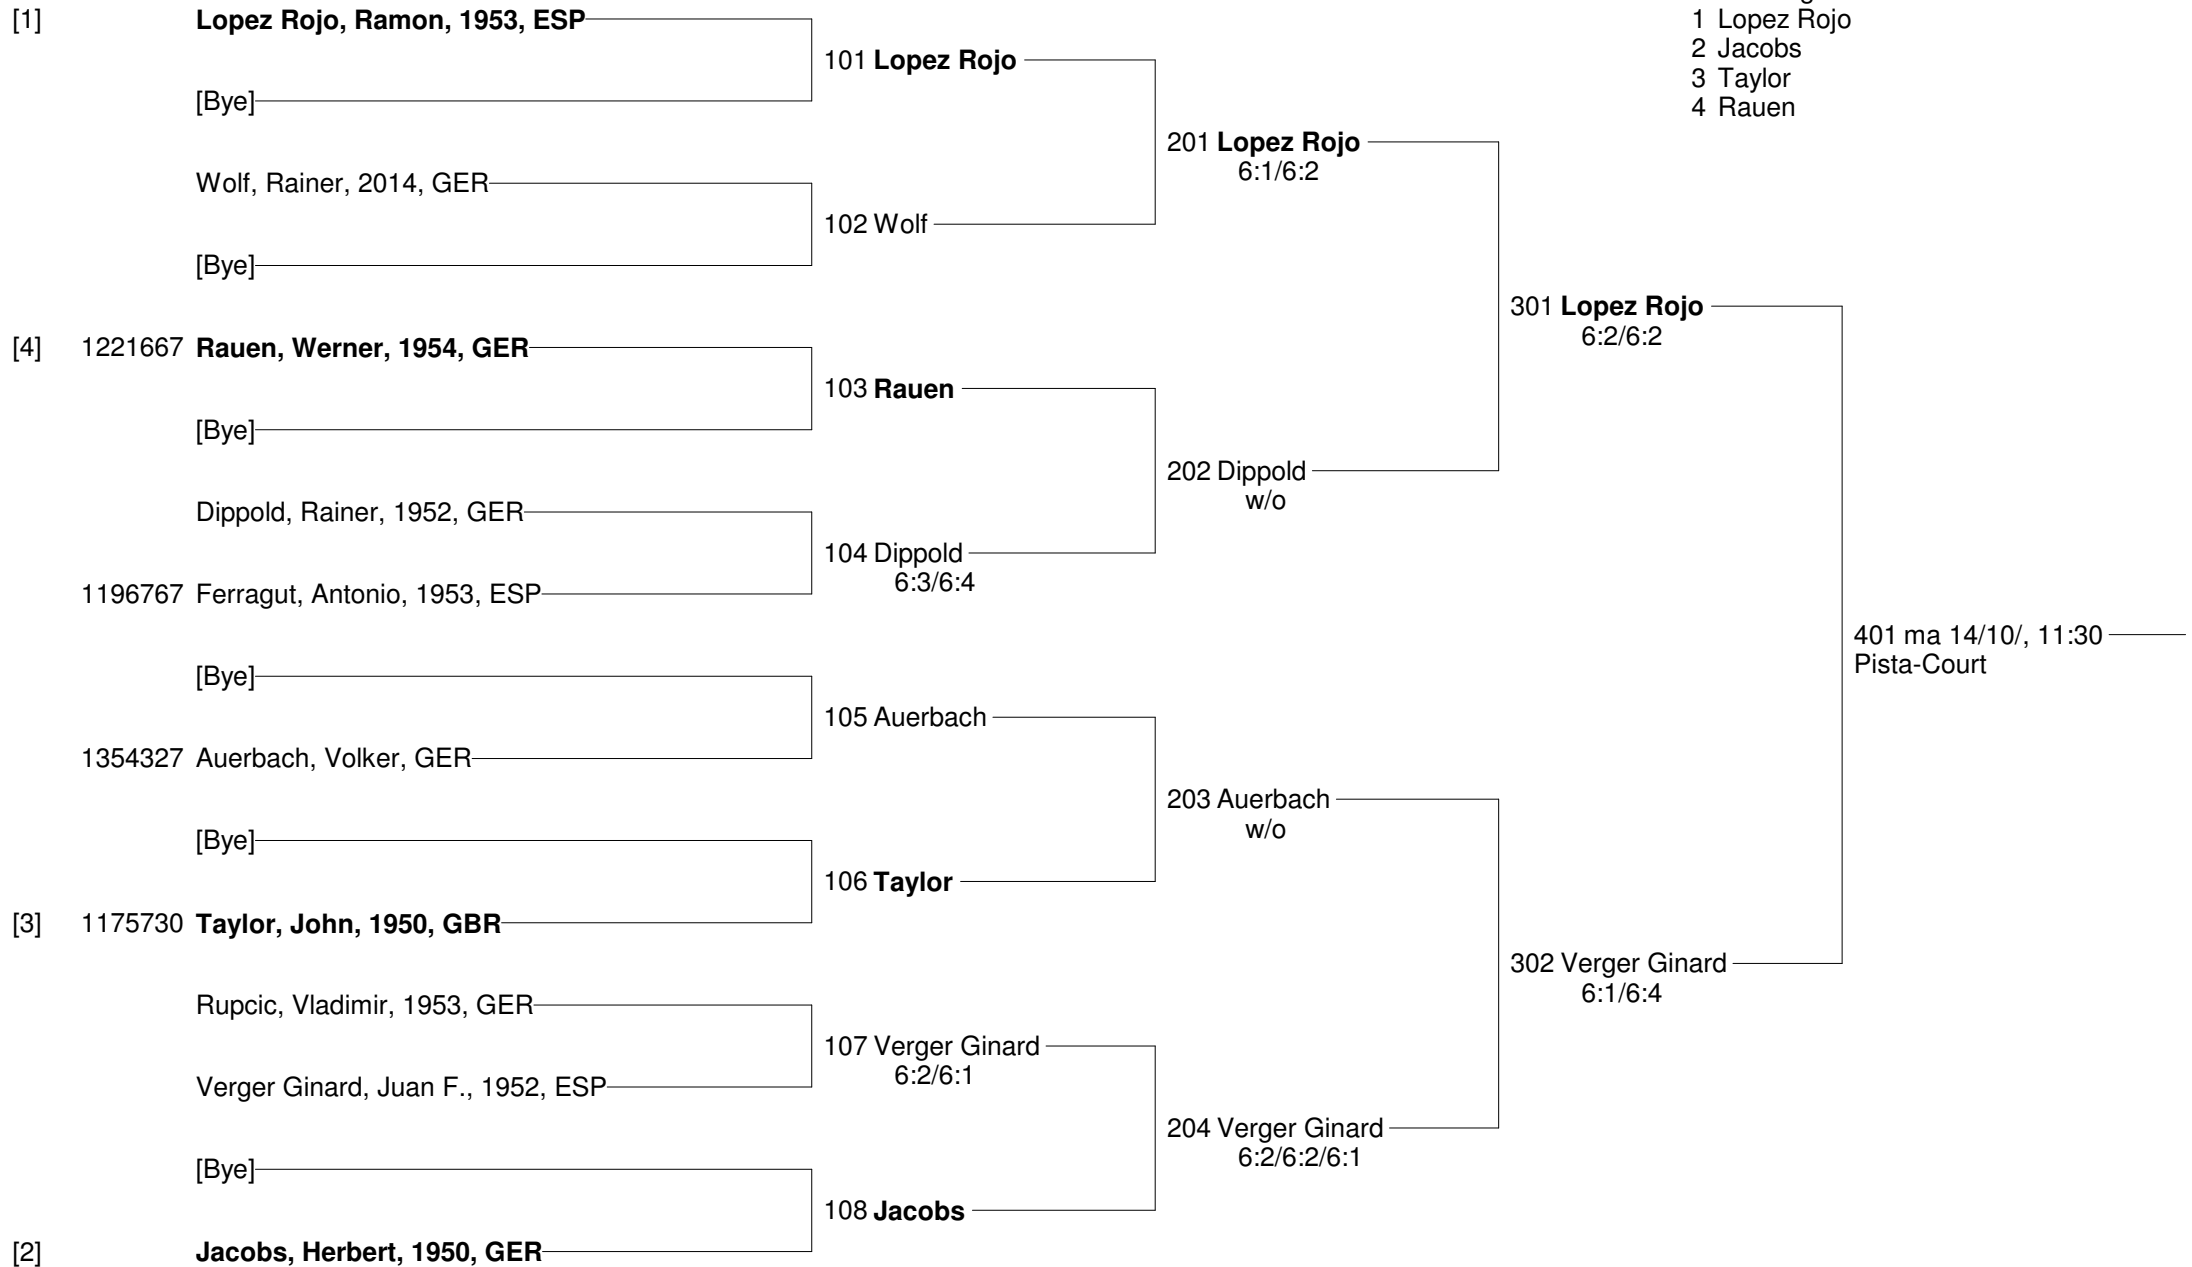 [1] Lopez Rojo, Ramon, 1953, ESP
1 Lopez Rojo
2 Jacobs
3 Taylor
4 Rauen
101 Lopez Rojo
[Bye]
201 Lopez Rojo
6:1/6:2
Wolf, Rainer, 2014, GER
102 Wolf
[Bye]
301 Lopez Rojo
6:2/6:2
[4] 1221667 Rauen, Werner, 1954, GER
103 Rauen
[Bye]
202 Dippold
w/o
Dippold, Rainer, 1952, GER
104 Dippold
6:3/6:4
1196767 Ferragut, Antonio, 1953, ESP
401 ma 14/10/, 11:30
Pista-Court
[Bye]
105 Auerbach
1354327 Auerbach, Volker, GER
203 Auerbach
w/o
[Bye]
106 Taylor
[3] 1175730 Taylor, John, 1950, GBR
302 Verger Ginard
6:1/6:4
Rupcic, Vladimir, 1953, GER
107 Verger Ginard
6:2/6:1
Verger Ginard, Juan F., 1952, ESP
204 Verger Ginard
6:2/6:2/6:1
[Bye]
108 Jacobs
[2] Jacobs, Herbert, 1950, GER